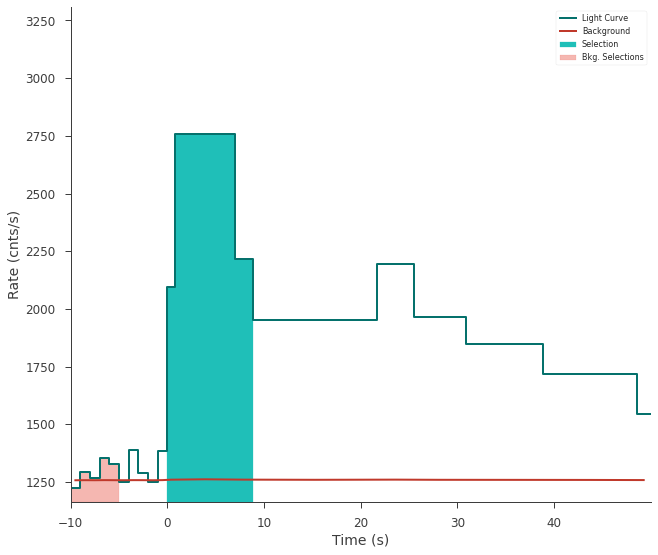 Light Curve
Background
Selection
Bkg. Selections
3250
3000
2750
2500
2250
2000
1750
1500
1250
Rate (cnts/s)
−10 0 10 20 30 40
Time (s)